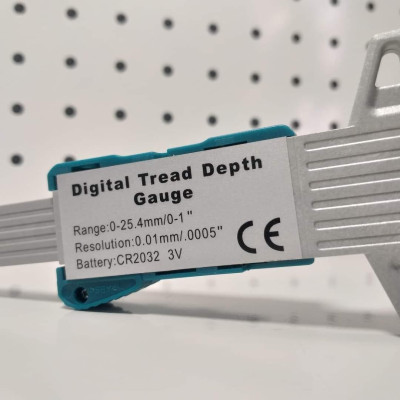 Digital Tread Depth
Gauge
Range:0-25.4mm/0-1"
Resolution:0.01mm/.0005"
Battery:CR2032 3V
CE